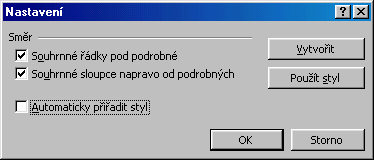 Nastavení
Směr
Souhrnné řádky pod podrobné
Souhrnné sloupce napravo od podrobných
Automaticky přiřadit styl
Vytvořit
Použít styl
OK
Storno